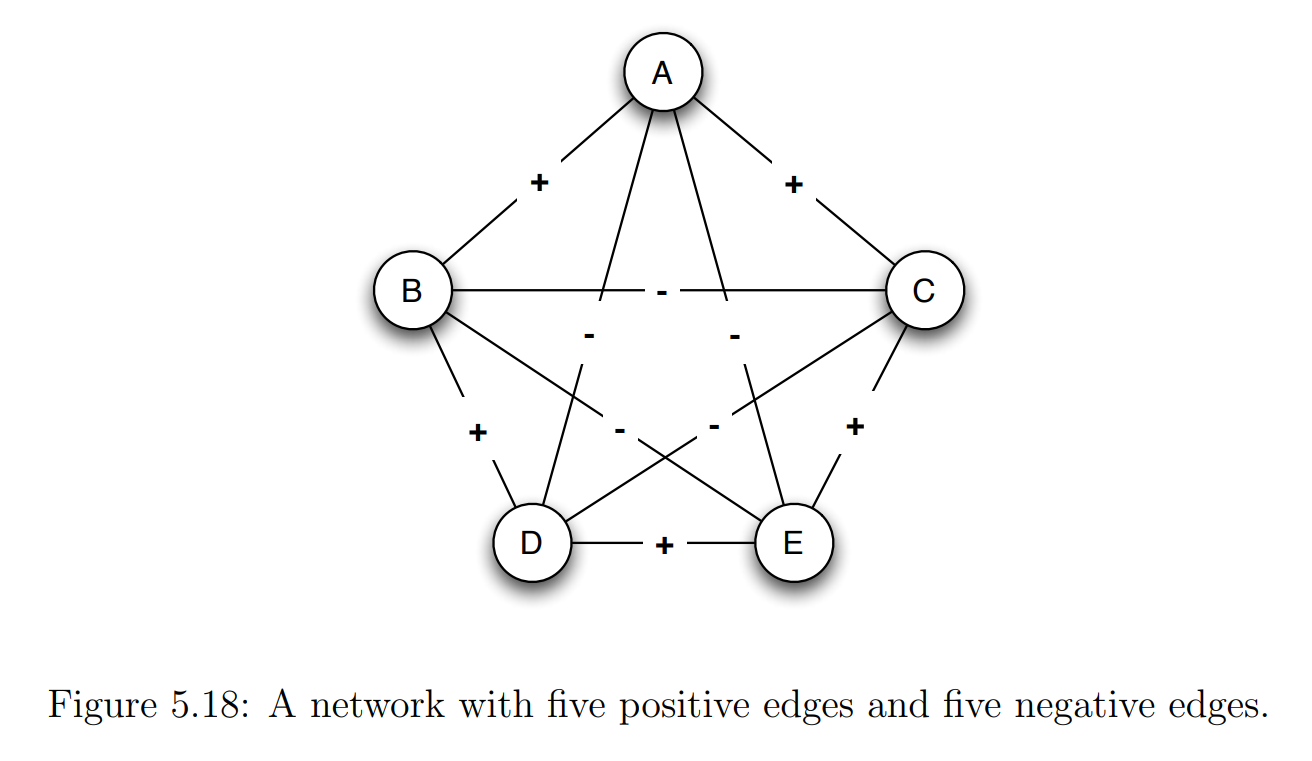 A
+ +
B - C
- -
+ - - +
D + E
Figure 5.18: A network with five positive edges and five negative edges.